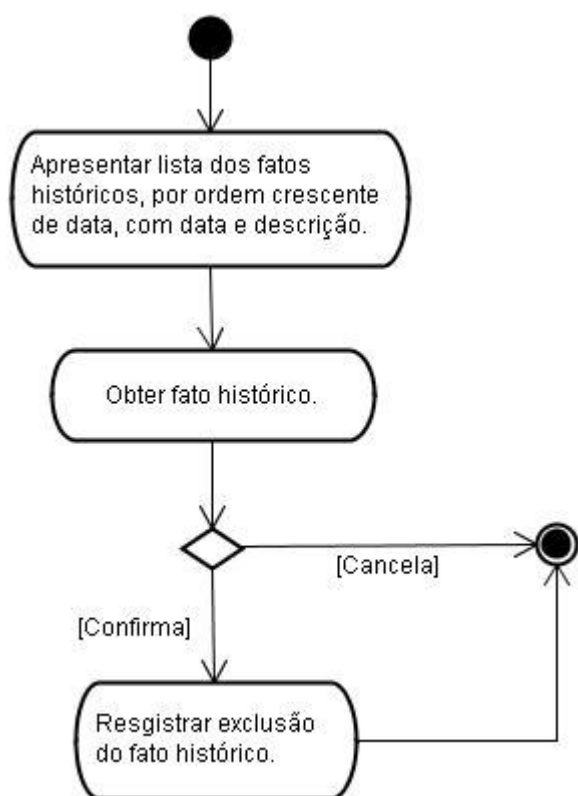 Apresentar lista dos fatos
históricos, por ordem crescente
de data, com data e descrição.
Obter fato histórico.
[Cancela]
[Confirma]
Resgistrar exclusão
do fato histórico.